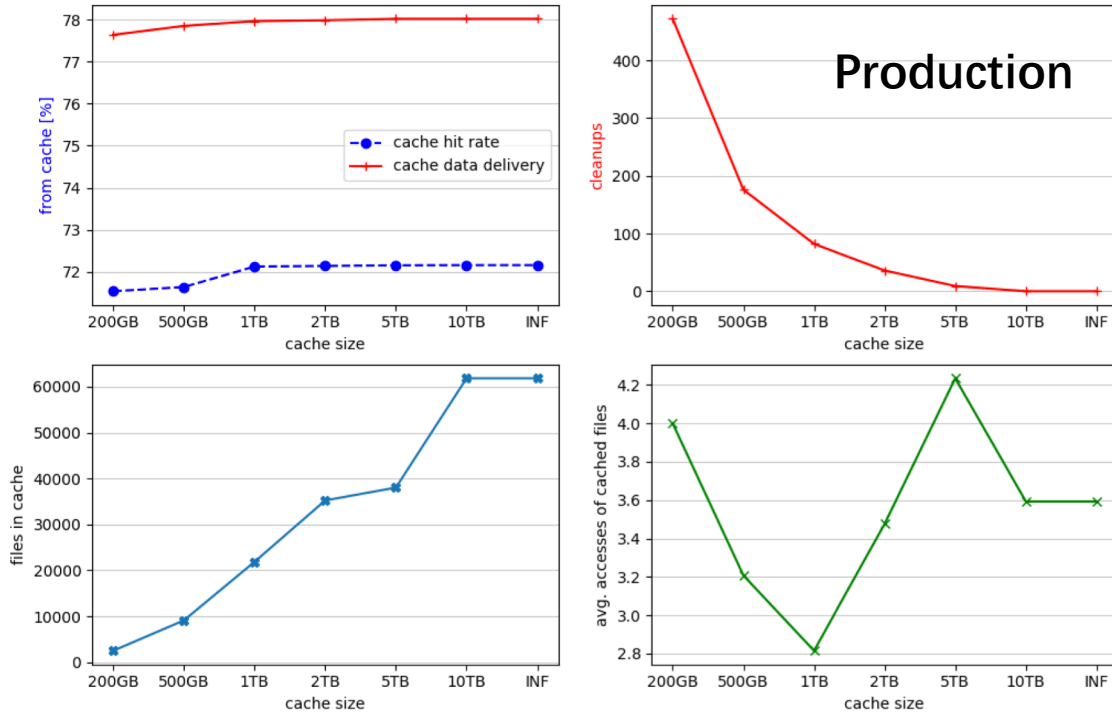 78
77
76
75
74
73
72
from cache [%]
cache hit rate
cache data delivery
200GB 500GB 1TB 2TB 5TB 10TB INF
cache size
Production
400
300
200
100
0
cleanups
200GB 500GB 1TB 2TB 5TB 10TB INF
cache size
60000
50000
40000
30000
20000
10000
0
files in cache
200GB 500GB 1TB 2TB 5TB 10TB INF
cache size
4.2
4.0
3.8
3.6
3.4
3.2
3.0
2.8
avg. accesses of cached files
200GB 500GB 1TB 2TB 5TB 10TB INF
cache size